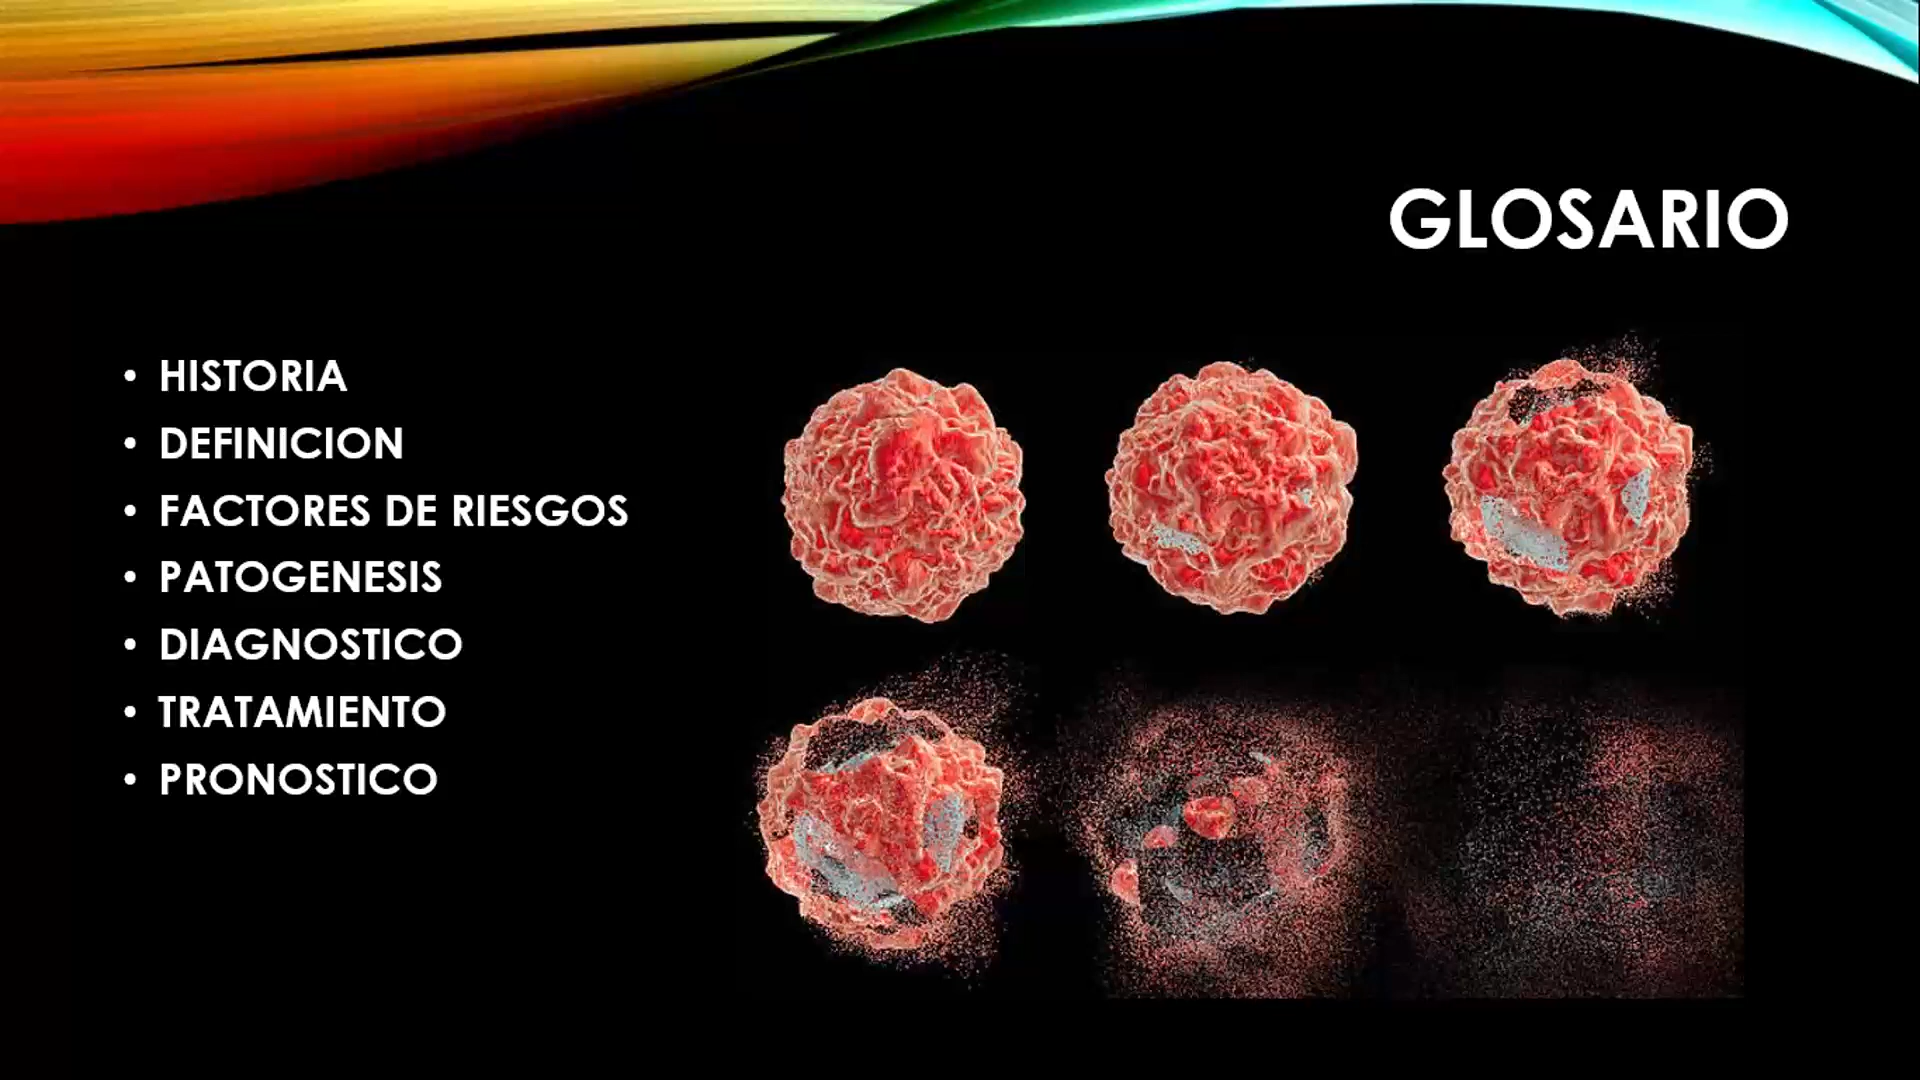 GLOSARIO
• HISTORIA
• DEFINICION
• FACTORES DE RIESGOS
• PATOGENESIS
• DIAGNOSTICO
• TRATAMIENTO
• PRONOSTICO